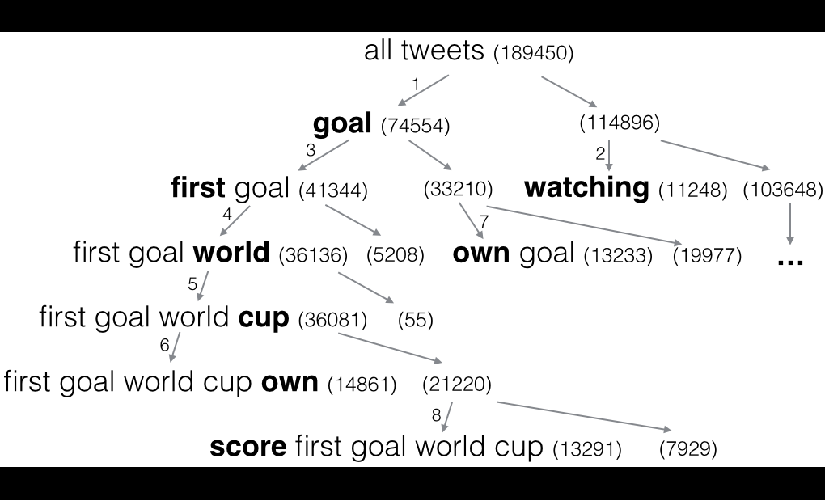 all tweets (189450)
1
goal (74554) (114896)
3 2
first goal (41344) (33210) watching (11248) (103648)
4 7
first goal world (36136) (5208) own goal (13233) (19977) ...
5
first goal world cup (36081) (55)
6
first goal world cup own (14861) (21220)
8
score first goal world cup (13291) (7929)